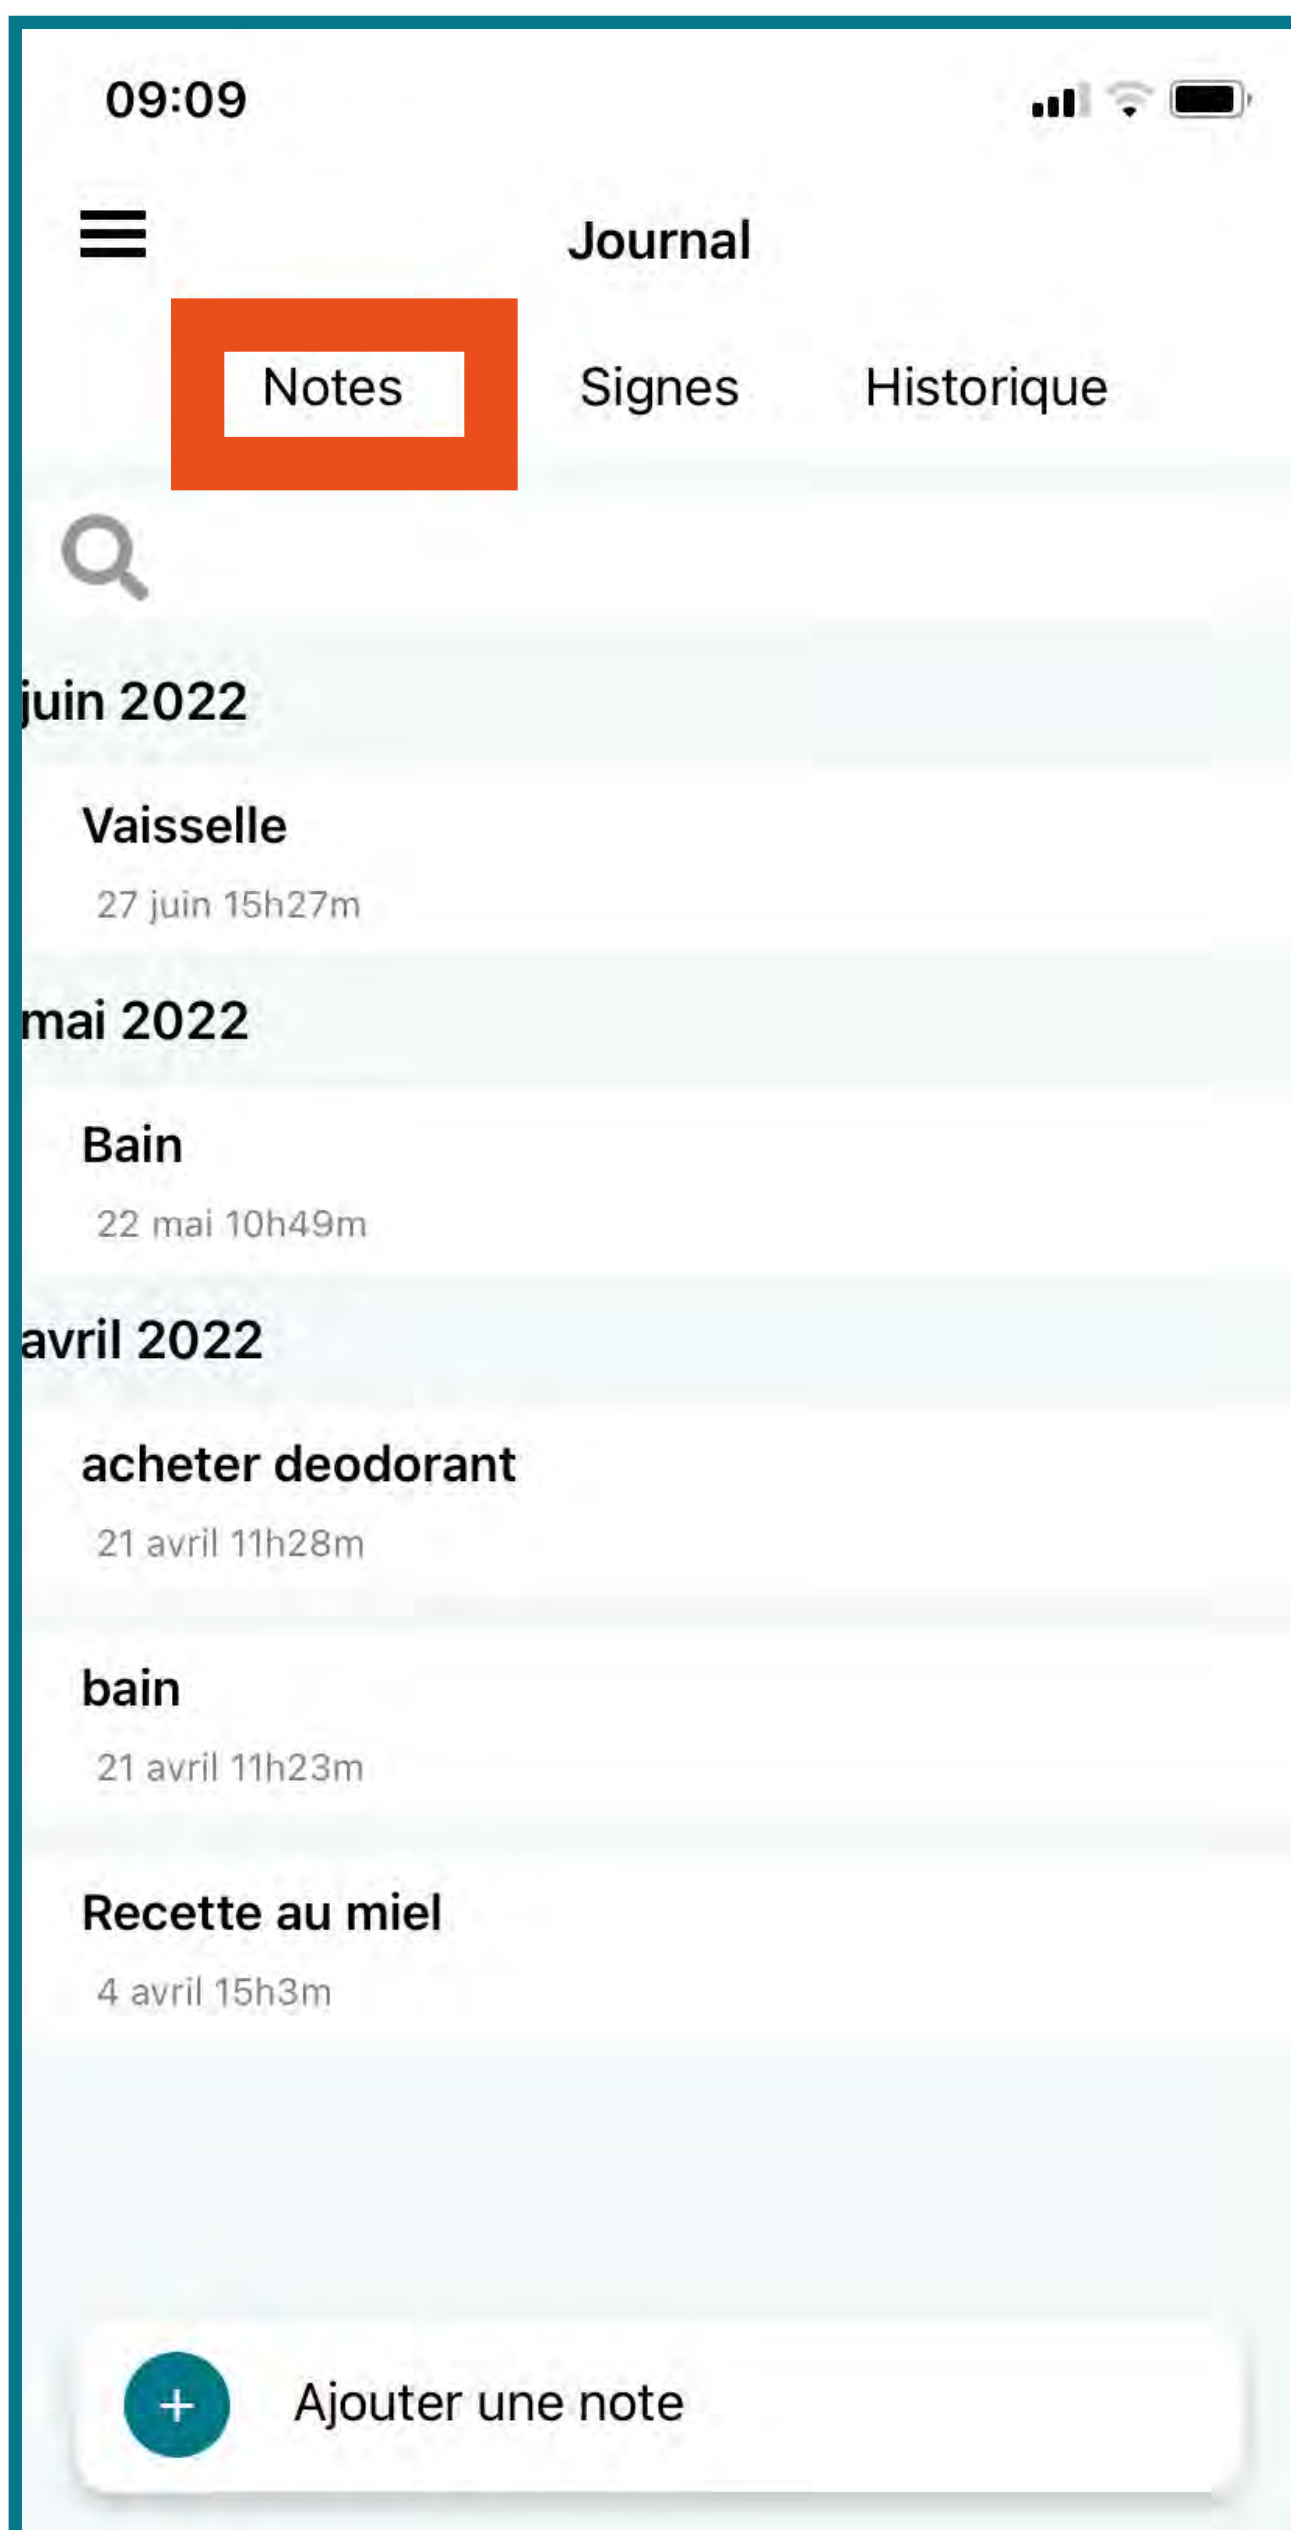 09:09
Journal
Notes Signes Historique
juin 2022
Vaisselle
27 juin 15h27m
mai 2022
Bain
22 mai 10h49m
avril 2022
acheter deodorant
21 avril 11h28m
bain
21 avril 11h23m
Recette au miel
4 avril 15h3m
+ Ajouter une note